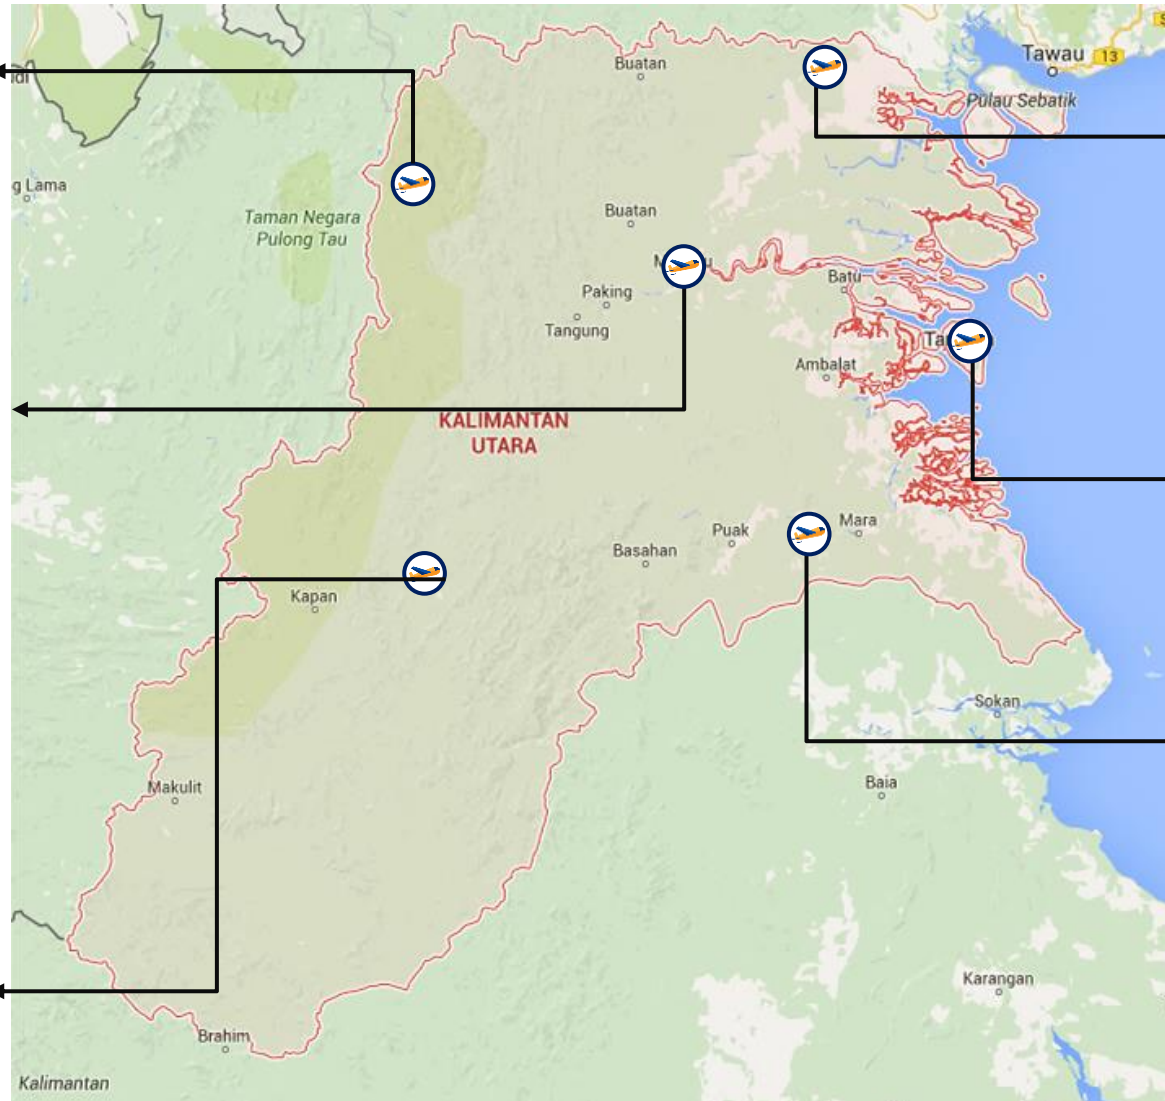 Tawau
13
Buatan
Pulau Sebatik
g Lama
Taman Negara
Pulong Tau
Buatan
Batu
Paking
Tangung
Ambalat
KALIMANTAN
UTARA
Mara
Puak
Basahan
Kapan
Sokan
Makulit
Baia
Karangan
Brahim
Kalimantan